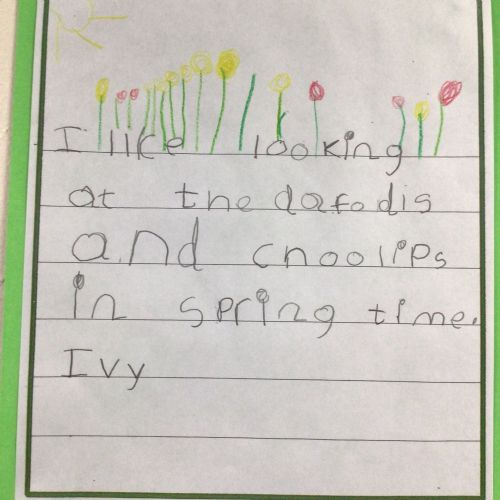 I like looking
at the dafodis
and cnoolips
in spring time.
Ivy